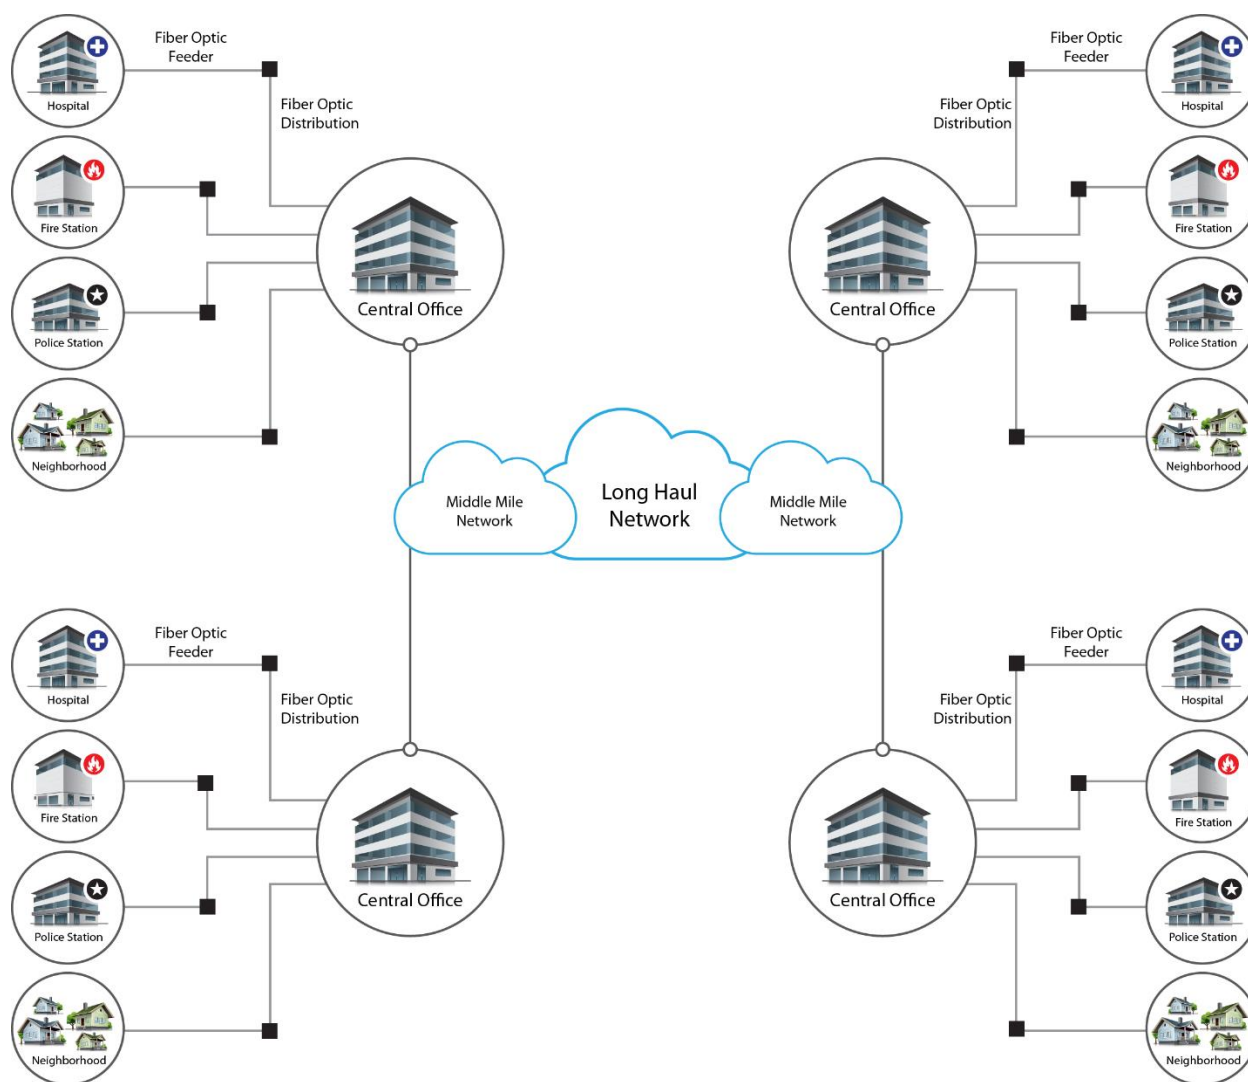 Fiber Optic
Feeder
Hospital
Fiber Optic
Distribution
Fire Station
Police Station
Neighborhood
Central Office
Fiber Optic
Feeder
Hospital
Fiber Optic
Distribution
Fire Station
Police Station
Neighborhood
Central Office
Middle Mile
Network
Long Haul
Network
Middle Mile
Network
Fiber Optic
Feeder
Hospital
Fiber Optic
Distribution
Fire Station
Police Station
Neighborhood
Central Office
Fiber Optic
Feeder
Hospital
Fiber Optic
Distribution
Fire Station
Police Station
Neighborhood
Central Office